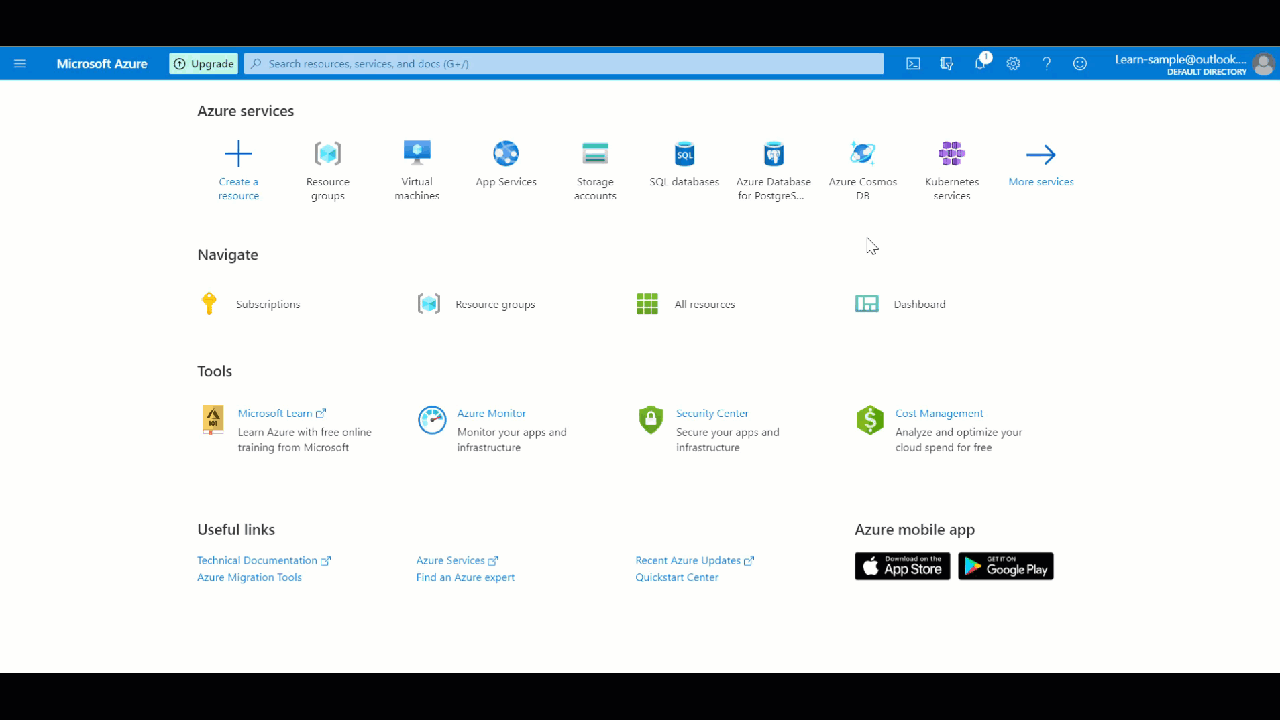 Microsoft Azure
Upgrade
Search resources, services, and docs (G+/)
1
Learn-sample@outlook....
DEFAULT DIRECTORY
Azure services
Create a
resource
Resource
groups
Virtual
machines
App Services
Storage
accounts
SQL
SQL databases
Azure Database
for PostgreS...
Azure Cosmos
DB
Kubernetes
services
More services
Navigate
Subscriptions
Resource groups
All resources
Dashboard
Tools
Microsoft Learn
Learn Azure with free online
training from Microsoft
Azure Monitor
Monitor your apps and
infrastructure
Security Center
Secure your apps and
infrastructure
$
Cost Management
Analyze and optimize your
cloud spend for free
Useful links
Technical Documentation
Azure Migration Tools
Azure Services
Find an Azure expert
Recent Azure Updates
Quickstart Center
Azure mobile app
Download on the
App Store
GET IT ON
Google Play